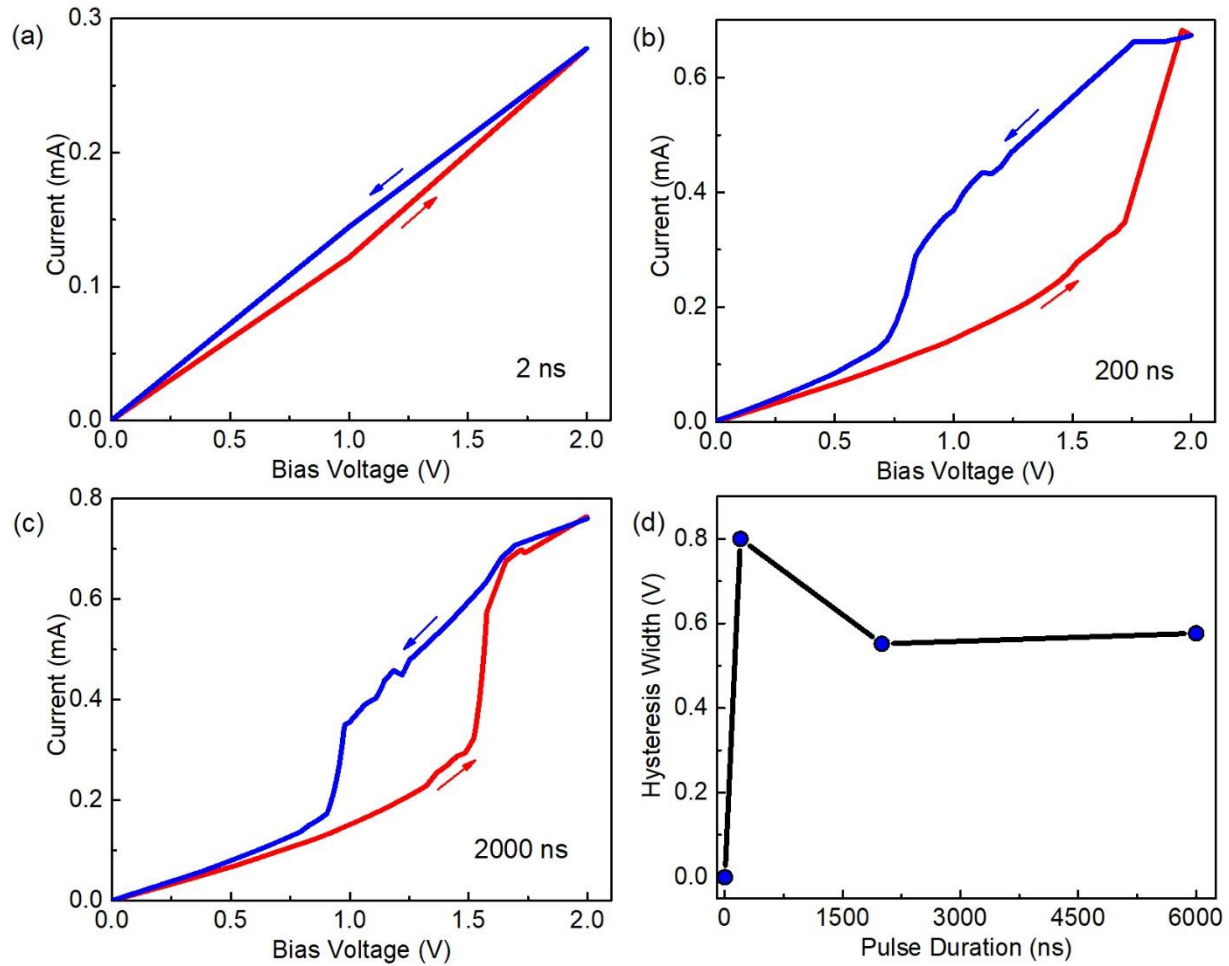 (a)
0.3
0.2
0.1
0.0
Current (mA)
2 ns
0.0 0.5 1.0 1.5 2.0
Bias Voltage (V)
(b)
0.6
0.4
0.2
0.0
Current (mA)
200 ns
0.0 0.5 1.0 1.5 2.0
Bias Voltage (V)
(c)
0.8
0.6
0.4
0.2
0.0
Current (mA)
2000 ns
0.0 0.5 1.0 1.5 2.0
Bias Voltage (V)
(d)
0.8
0.6
0.4
0.2
0.0
Hysteresis Width (V)
0 1500 3000 4500 6000
Pulse Duration (ns)